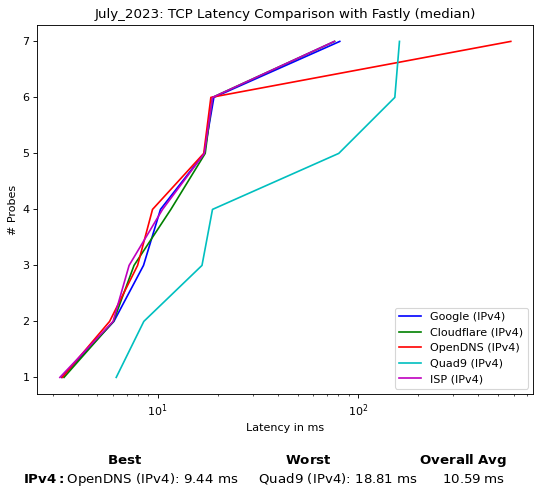 July_2023: TCP Latency Comparison with Fastly (median)
# Probes
7
6
5
4
3
2
1
10¹
10²
Latency in ms
Google (IPv4)
Cloudflare (IPv4)
OpenDNS (IPv4)
Quad9 (IPv4)
ISP (IPv4)
Best Worst Overall Avg
IPv4: OpenDNS (IPv4): 9.44 ms Quad9 (IPv4): 18.81 ms 10.59 ms